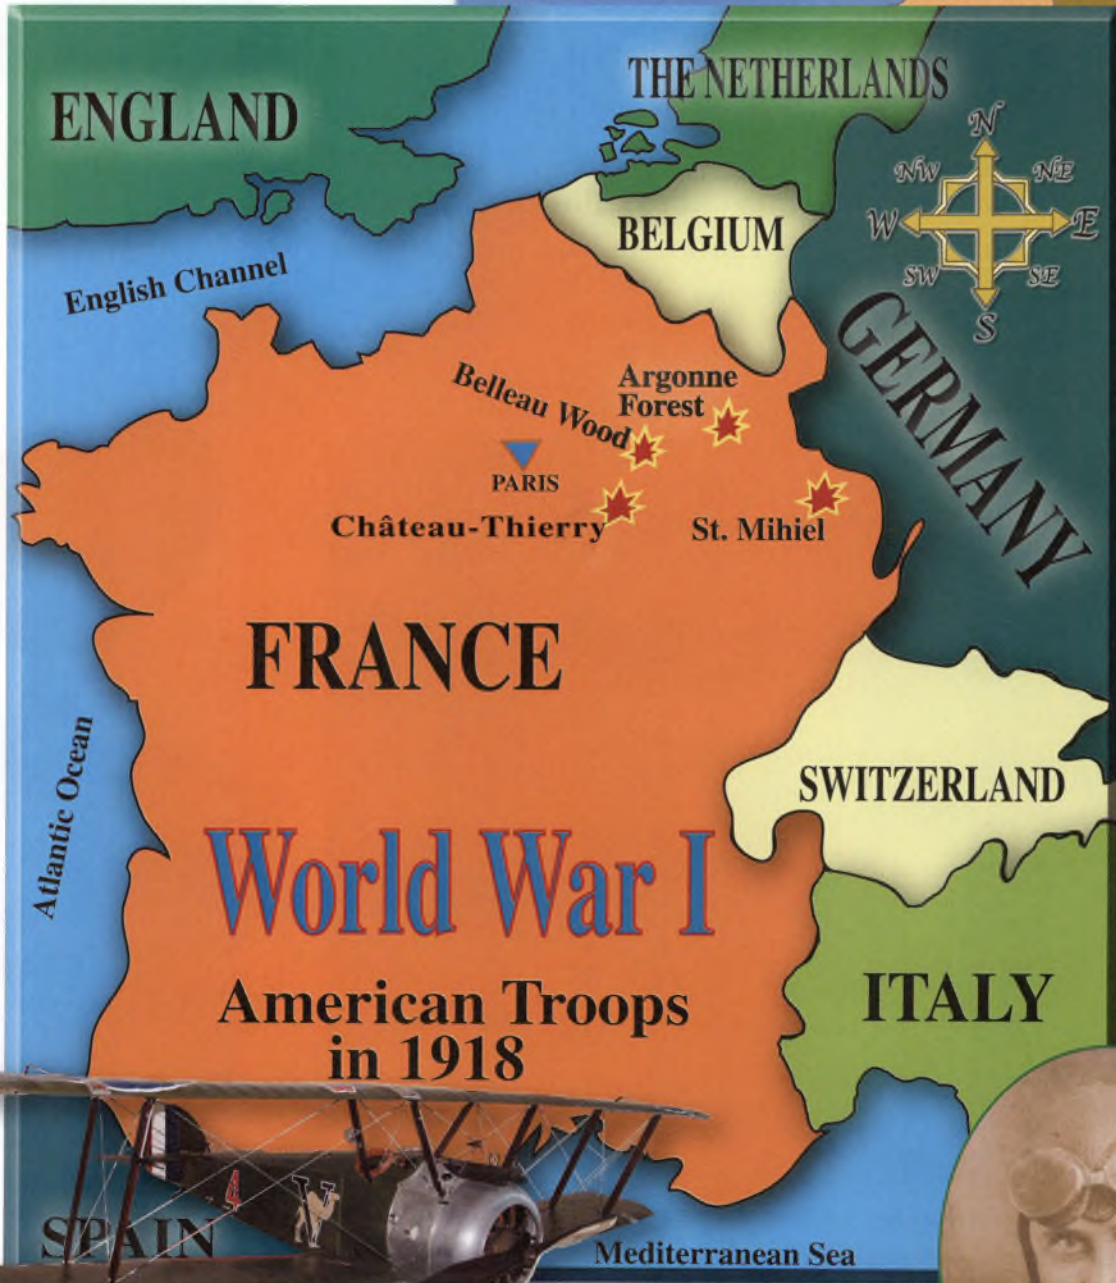 ENGLAND
THE NETHERLANDS
N
NW
NE
W
E
SW
SE
S
BELGIUM
English Channel
GERMANY
Belleau Wood
Argonne
Forest
PARIS
Château-Thierry
St. Mihiel
FRANCE
Atlantic Ocean
SWITZERLAND
World War I
American Troops
in 1918
ITALY
4
SPAIN
Mediterranean Sea